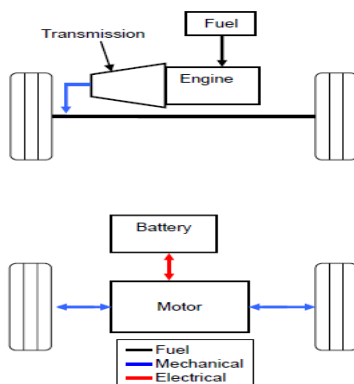 Fuel
Transmission
Engine
Battery
Motor
Fuel
Mechanical
Electrical